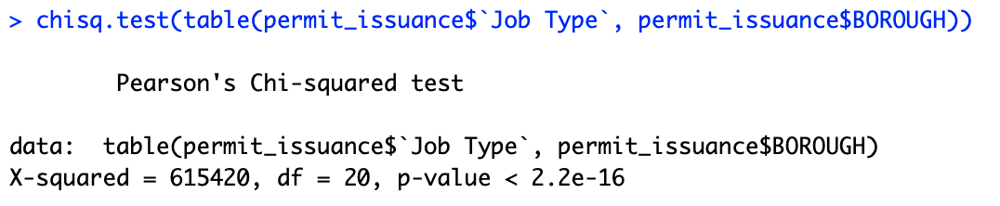 > chisq.test(table(permit_issuance$`Job Type`, permit_issuance$BOROUGH))
Pearson's Chi-squared test
data:  table(permit_issuance$`Job Type`, permit_issuance$BOROUGH)
X-squared = 615420, df = 20, p-value < 2.2e-16